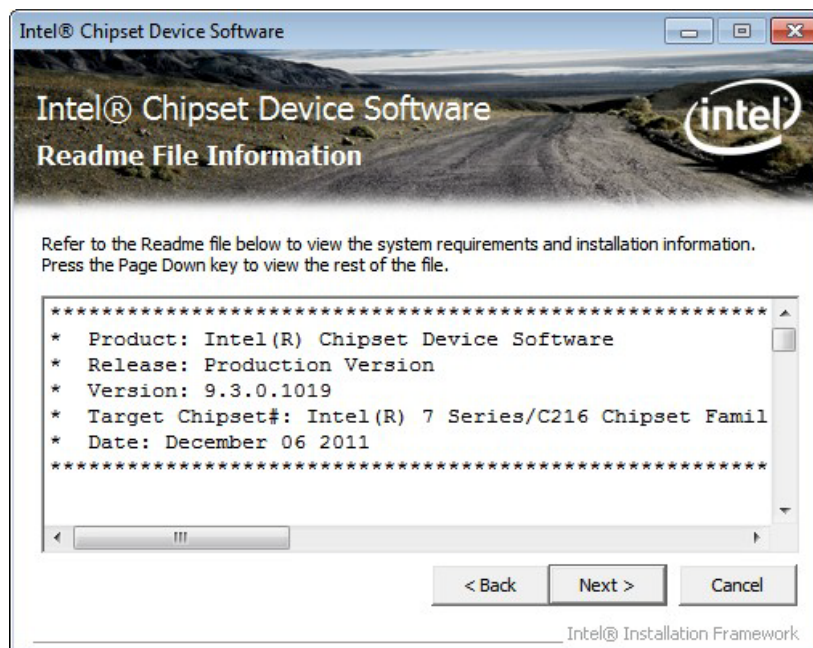 Intel® Chipset Device Software
Intel® Chipset Device Software
intel®
Readme File Information
Refer to the Readme file below to view the system requirements and installation information.
Press the Page Down key to view the rest of the file.
************************************************************
*  Product: Intel(R) Chipset Device Software
*  Release: Production Version
*  Version: 9.3.0.1019
*  Target Chipset#: Intel(R) 7 Series/C216 Chipset Famil
*  Date: December 06 2011
************************************************************
< Back
Next >
Cancel
Intel® Installation Framework